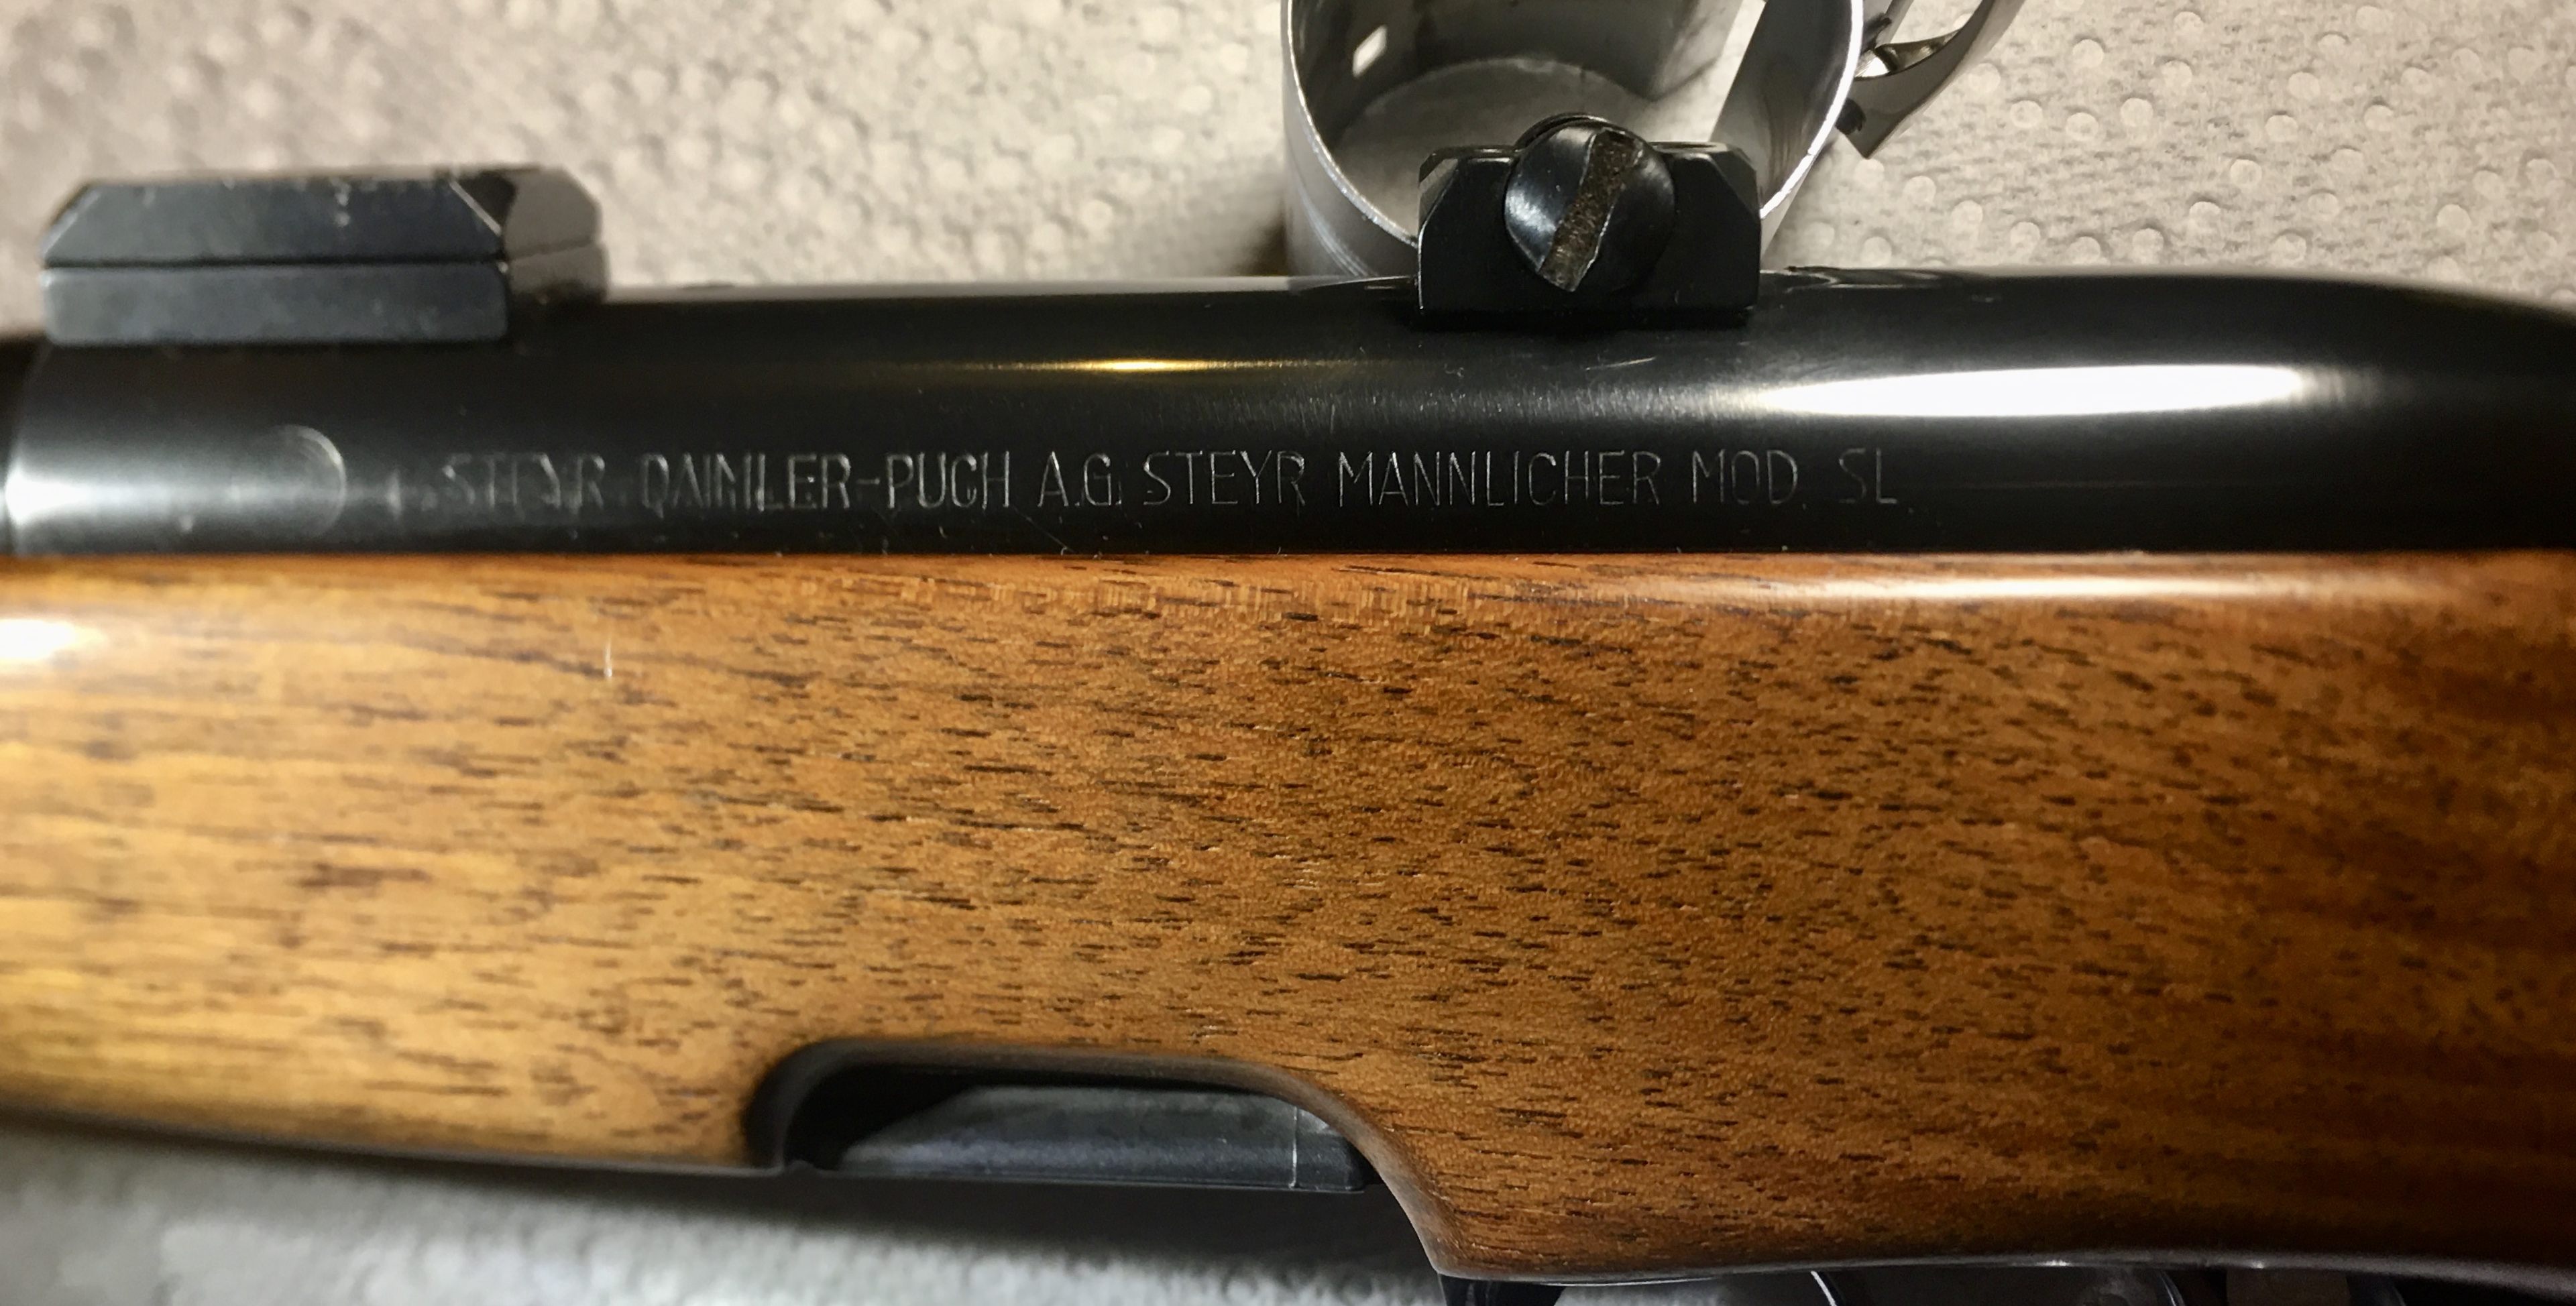 STEYR DAIMLER-PUCH A.G. STEYR MANNLICHER MOD. SL